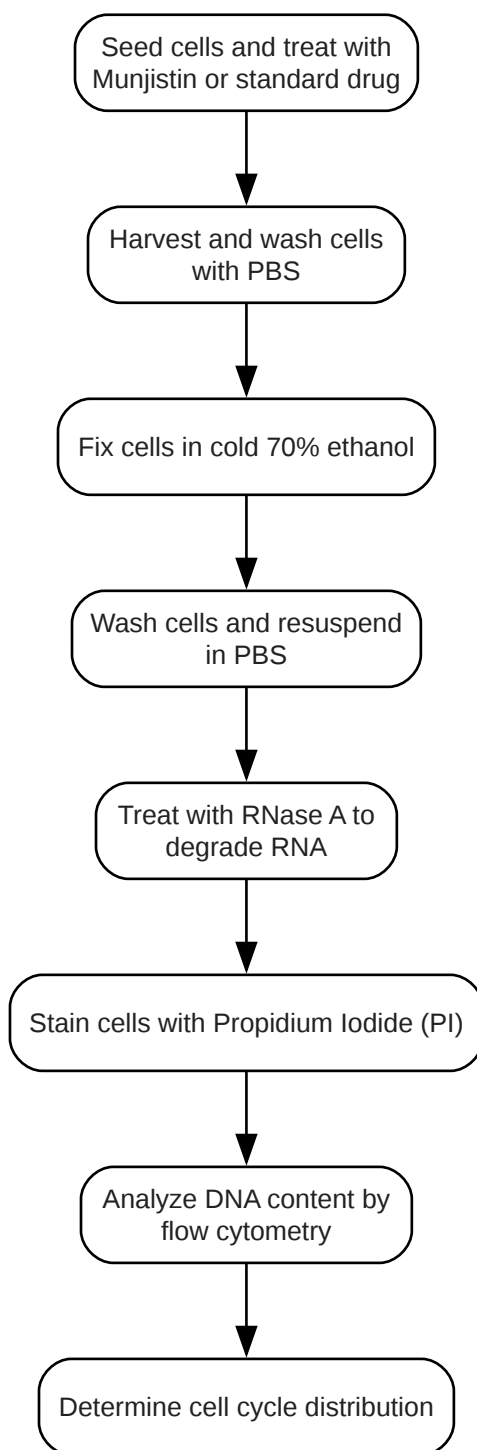 Seed cells and treat with
Munjistin or standard drug
Harvest and wash cells
with PBS
Fix cells in cold 70% ethanol
Wash cells and resuspend
in PBS
Treat with RNase A to
degrade RNA
Stain cells with Propidium Iodide (PI)
Analyze DNA content by
flow cytometry
Determine cell cycle distribution